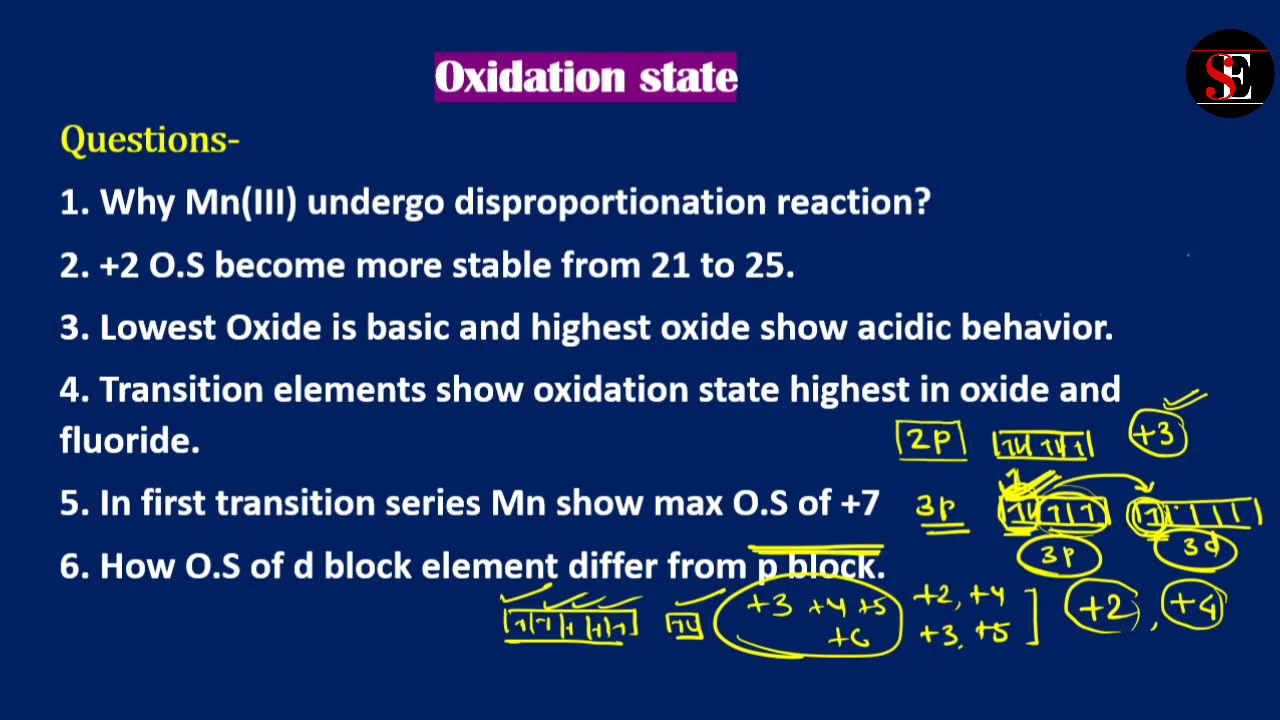 SE
Oxidation state
Questions-
1. Why Mn(III) undergo disproportionation reaction?
2. +2 O.S become more stable from 21 to 25.
3. Lowest Oxide is basic and highest oxide show acidic behavior.
4. Transition elements show oxidation state highest in oxide and
fluoride.
2p +3
5. In first transition series Mn show max O.S of +7
3p
3p 3d
6. How O.S of d block element differ from p block.
+3 +4 +5 +2, +4 +2, +4
+6 +3, +5